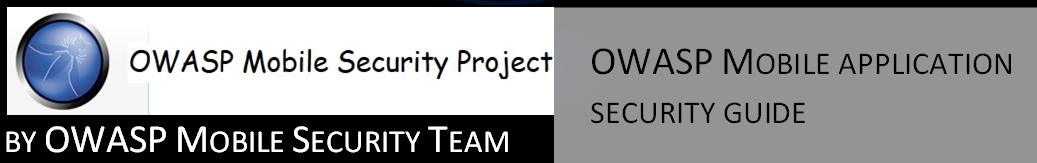 OWASP Mobile Security Project
BY OWASP MOBILE SECURITY TEAM
OWASP MOBILE APPLICATION
SECURITY GUIDE